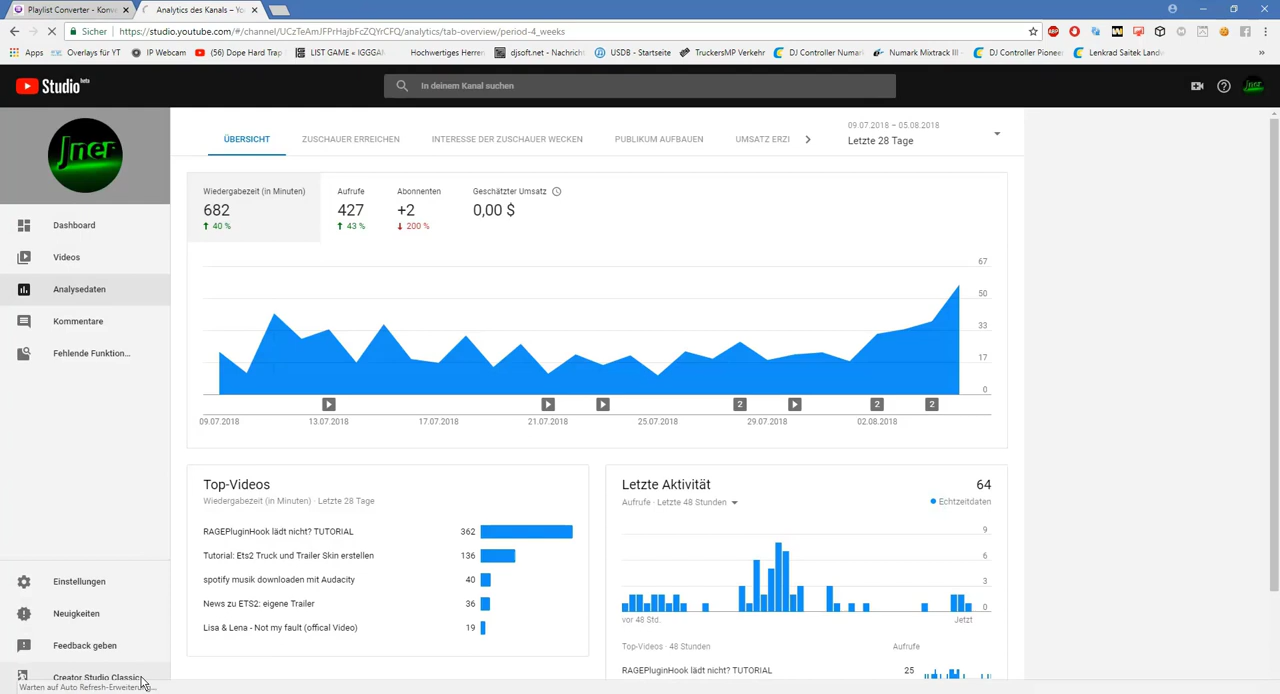 Playlist Converter - Konv
Analytics des Kanals – Yo
Sicher
https://studio.youtube.com/#/channel/UCzTeAmJFPrHajbFcZQYrCFQ/analytics/tab-overview/period-4_weeks
Apps
Overlays für YT
IP Webcam
(56) Dope Hard Trap
LIST GAME « IGGGAM
Hochwertiges Herren
djsoft.net - Nachricht
USDB - Startseite
TruckersMP Verkehr
DJ Controller Numar
Numark Mixtrack III -
DJ Controller Pioneer
Lenkrad Saitek Land
Studio beta
In deinem Kanal suchen
Jner
Jner
Dashboard
Videos
Analysedaten
Kommentare
Fehlende Funktion...
Einstellungen
Neuigkeiten
Feedback geben
Creator Studio Classic
Warten auf Auto Refresh-Erweiterung...
ÜBERSICHT
ZUSCHAUER ERREICHEN
INTERESSE DER ZUSCHAUER WECKEN
PUBLIKUM AUFBAUEN
UMSATZ ERZI
09.07.2018 – 05.08.2018
Letzte 28 Tage
Wiedergabezeit (in Minuten)
682
40 %
Aufrufe
427
43 %
Abonnenten
+2
200 %
Geschätzter Umsatz
0,00 $
67
50
33
17
0
2
2
2
09.07.2018
13.07.2018
17.07.2018
21.07.2018
25.07.2018
29.07.2018
02.08.2018
Top-Videos
Wiedergabezeit (in Minuten) · Letzte 28 Tage
RAGEPluginHook lädt nicht? TUTORIAL 362
Tutorial: Ets2 Truck und Trailer Skin erstellen 136
spotify musik downloaden mit Audacity 40
News zu ETS2: eigene Trailer 36
Lisa & Lena - Not my fault (offical Video) 19
Letzte Aktivität
64
Aufrufe · Letzte 48 Stunden
Echtzeitdaten
9
6
3
0
vor 48 Std.
Jetzt
Top-Videos · 48 Stunden
Aufrufe
RAGEPluginHook lädt nicht? TUTORIAL
25